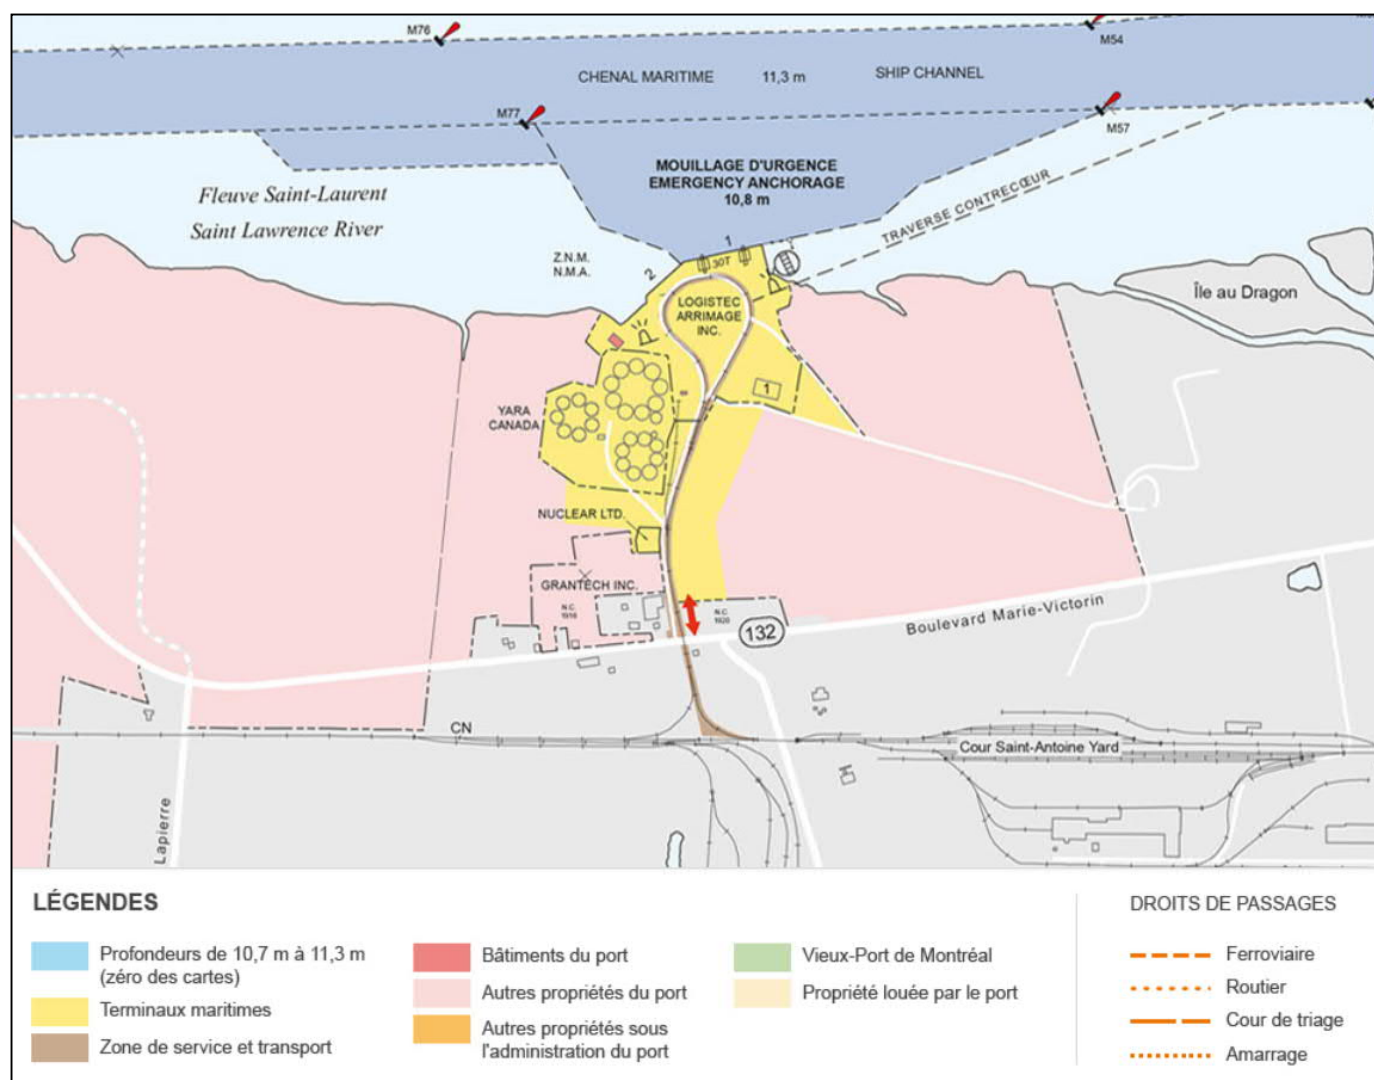 M76
M54
CHENAL MARITIME 11,3 m SHIP CHANNEL
M77
M57
MOUILLAGE D'URGENCE
EMERGENCY ANCHORAGE
10,8 m
Fleuve Saint-Laurent
Saint Lawrence River
TRAVERSE CONTRECŒUR
Z.N.M.
N.M.A.
1
2
30T
LOGISTEC
ARRIMAGE
INC.
Île au Dragon
1
YARA
CANADA
NUCLEAR LTD.
GRANTECH INC.
N.C.
1916
N.C.
1920
132
Boulevard Marie-Victorin
CN
Cour Saint-Antoine Yard
Lapierre
LÉGENDES
Profondeurs de 10,7 m à 11,3 m
(zéro des cartes)
Terminaux maritimes
Zone de service et transport
Bâtiments du port
Autres propriétés du port
Autres propriétés sous
l'administration du port
Vieux-Port de Montréal
Propriété louée par le port
DROITS DE PASSAGES
Ferroviaire
Routier
Cour de triage
Amarrage